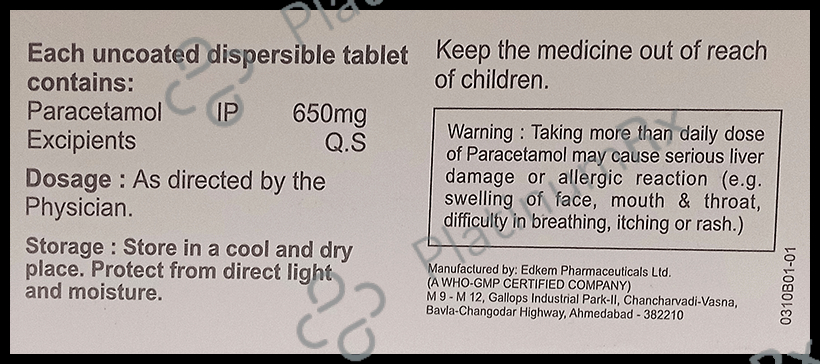 Each uncoated dispersible tablet
contains:
Paracetamol IP 650mg
Excipients Q.S
Dosage : As directed by the
Physician.
Storage : Store in a cool and dry
place. Protect from direct light
and moisture.
Keep the medicine out of reach
of children.
Warning : Taking more than daily dose
of Paracetamol may cause serious liver
damage or allergic reaction (e.g.
swelling of face, mouth & throat,
difficulty in breathing, itching or rash.)
Manufactured by: Edkem Pharmaceuticals Ltd.
(A WHO-GMP CERTIFIED COMPANY)
M 9 - M 12, Gallops Industrial Park-II, Chancharvadi-Vasna,
Bavla-Changodar Highway, Ahmedabad - 382210
0310B01-01
PlatinumRx
PlatinumRx